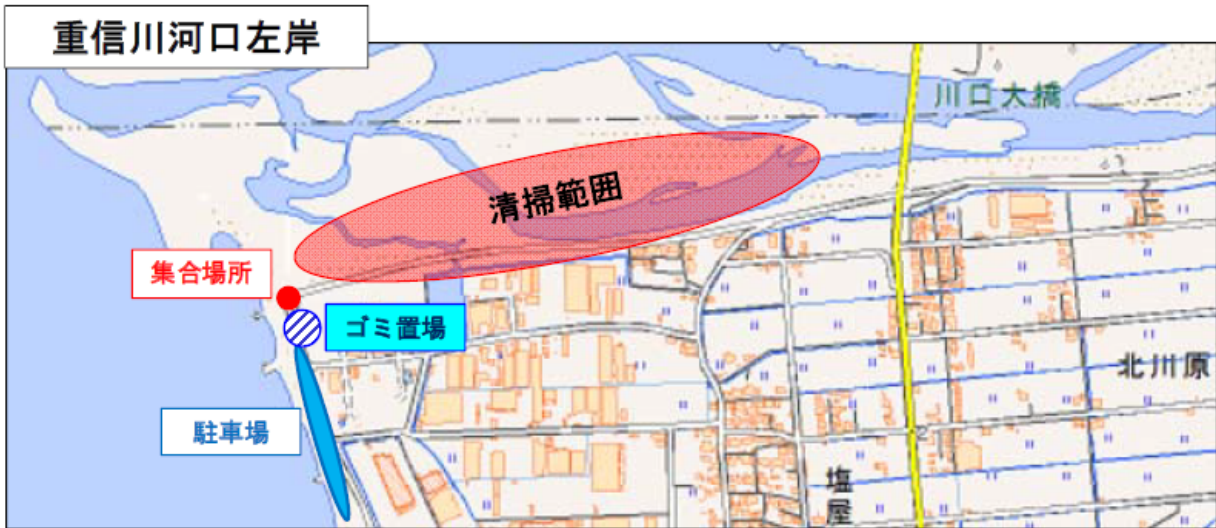 重信川河口左岸
川口大橋
清掃範囲
集合場所
ゴミ置場
北川原
駐車場
塩屋